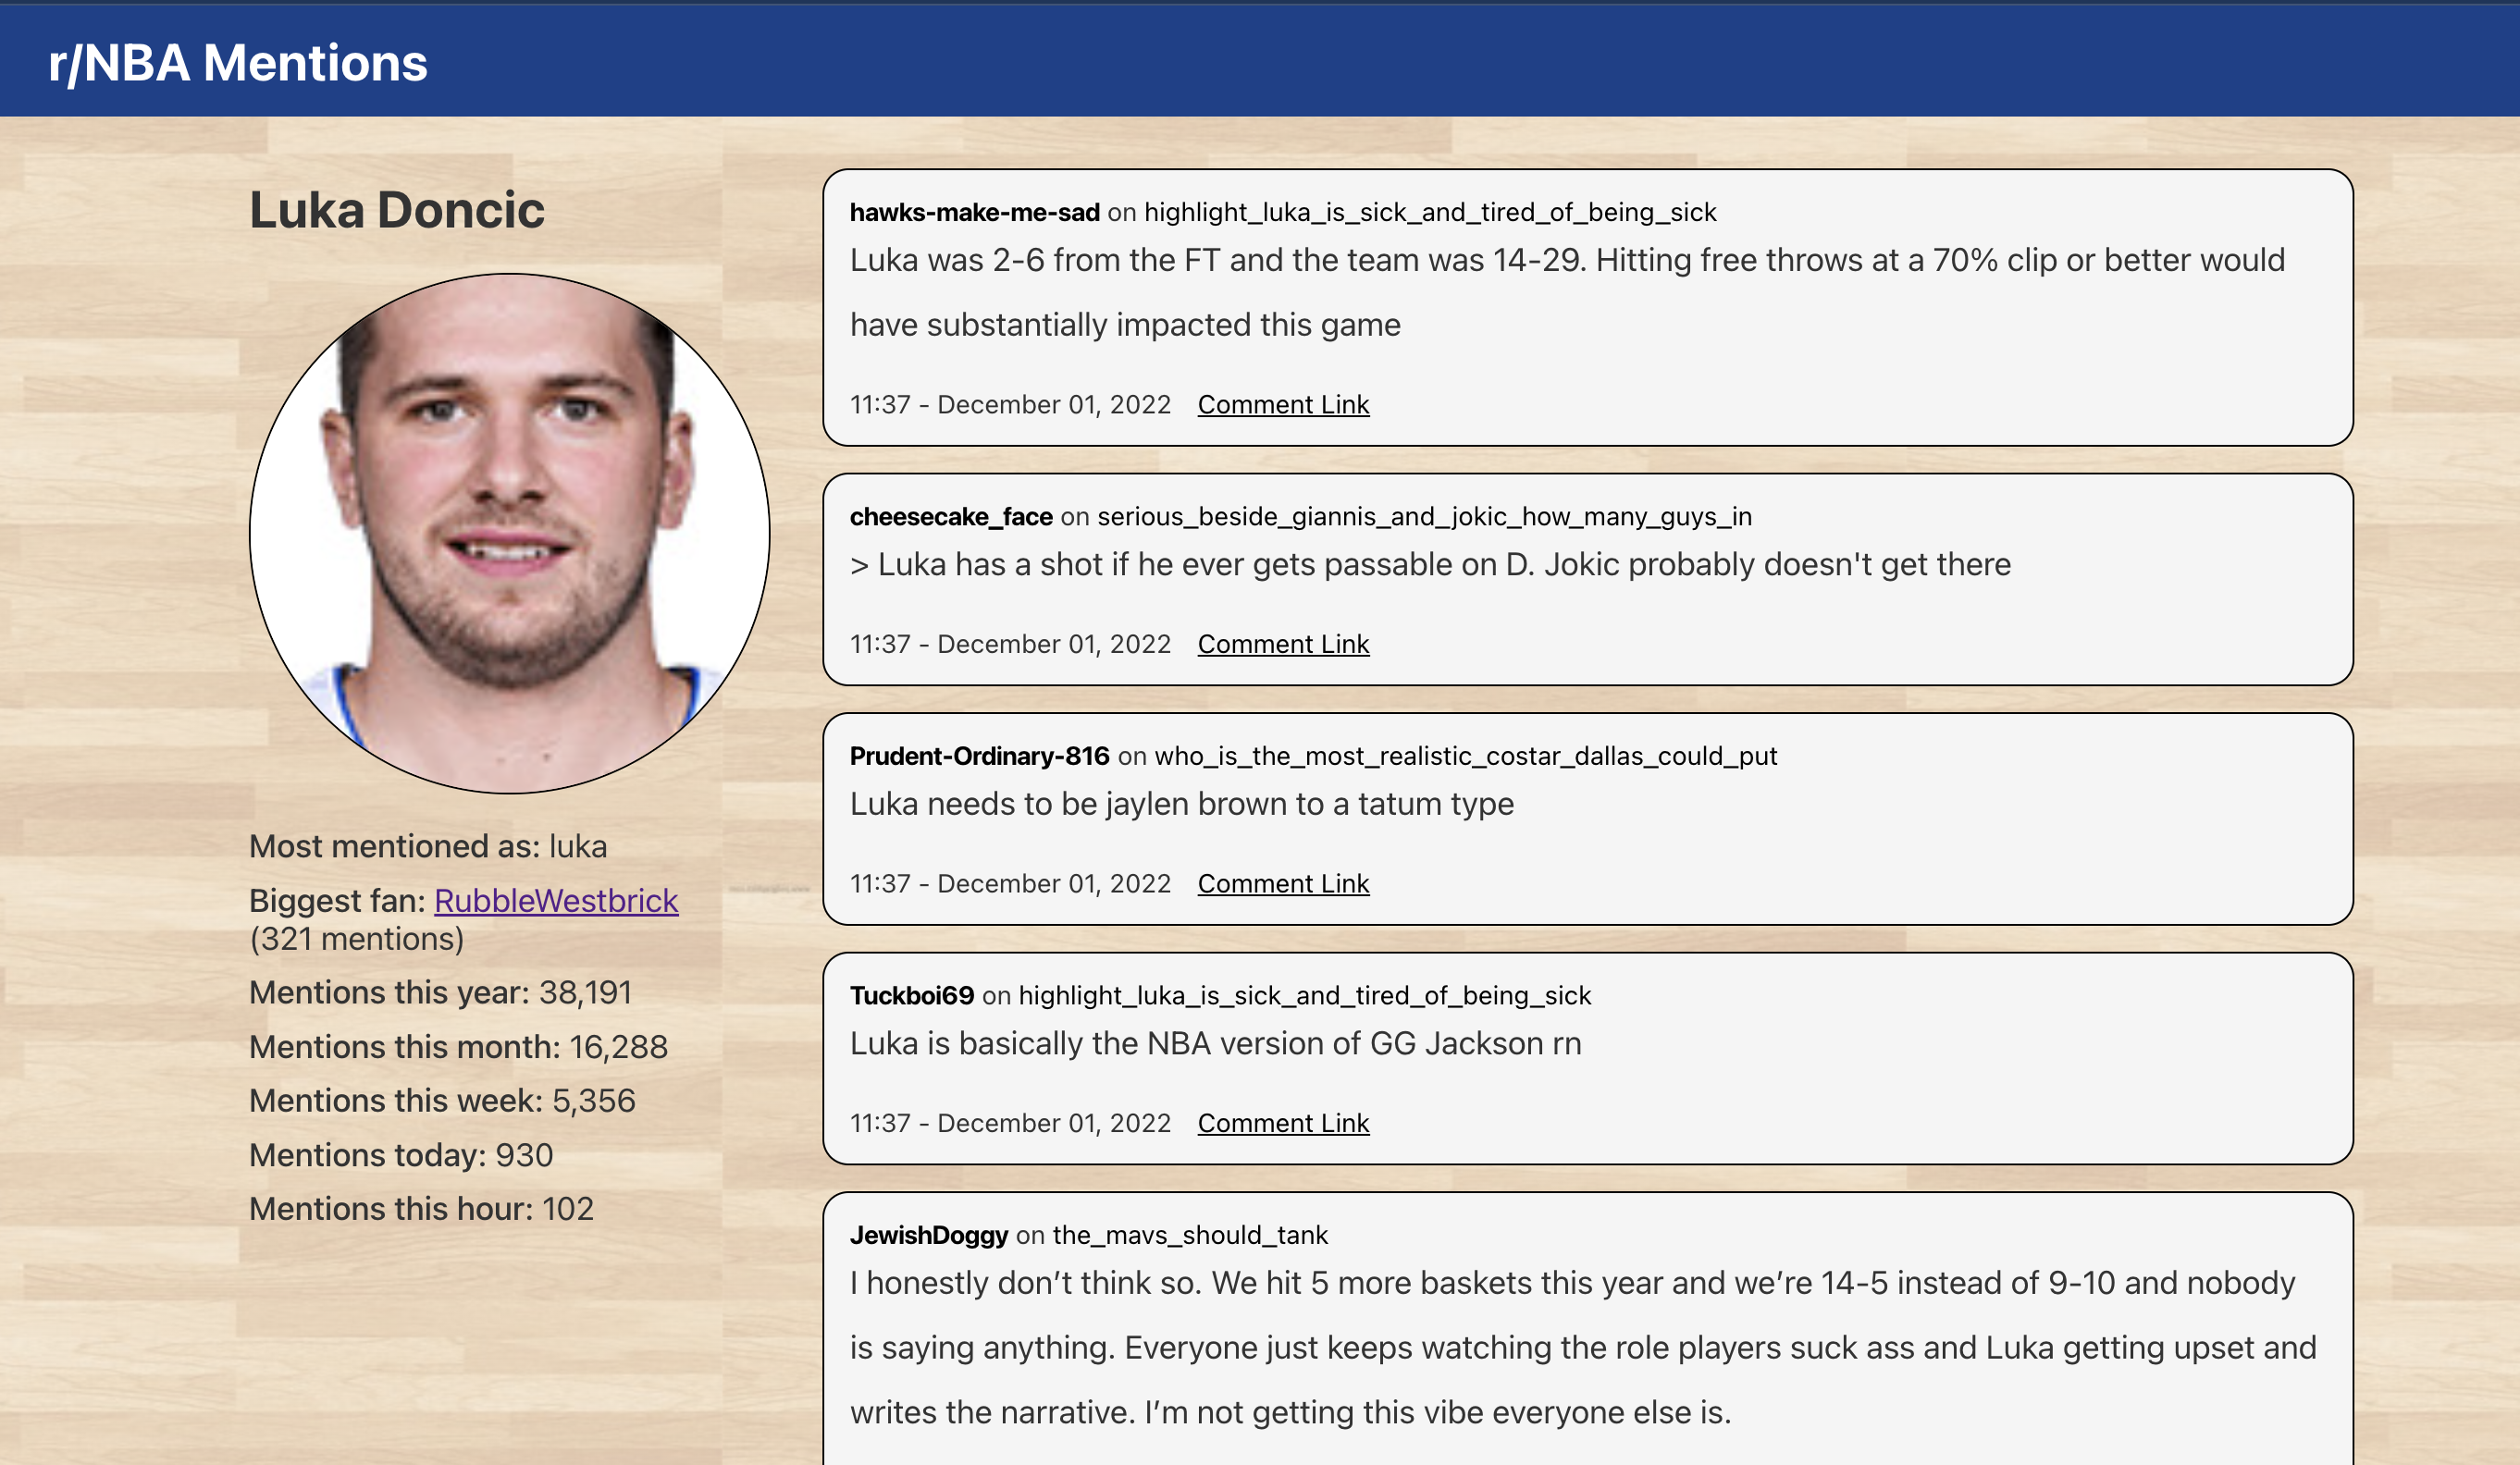 r/NBA Mentions
Luka Doncic
Most mentioned as: luka
Biggest fan: RubbleWestbrick
(321 mentions)
Mentions this year: 38,191
Mentions this month: 16,288
Mentions this week: 5,356
Mentions today: 930
Mentions this hour: 102
hawks-make-me-sad on highlight_luka_is_sick_and_tired_of_being_sick
Luka was 2-6 from the FT and the team was 14-29. Hitting free throws at a 70% clip or better would
have substantially impacted this game
11:37 - December 01, 2022 Comment Link
cheesecake_face on serious_beside_giannis_and_jokic_how_many_guys_in
> Luka has a shot if he ever gets passable on D. Jokic probably doesn't get there
11:37 - December 01, 2022 Comment Link
Prudent-Ordinary-816 on who_is_the_most_realistic_costar_dallas_could_put
Luka needs to be jaylen brown to a tatum type
11:37 - December 01, 2022 Comment Link
Tuckboi69 on highlight_luka_is_sick_and_tired_of_being_sick
Luka is basically the NBA version of GG Jackson rn
11:37 - December 01, 2022 Comment Link
JewishDoggy on the_mavs_should_tank
I honestly don’t think so. We hit 5 more baskets this year and we’re 14-5 instead of 9-10 and nobody
is saying anything. Everyone just keeps watching the role players suck ass and Luka getting upset and
writes the narrative. I’m not getting this vibe everyone else is.